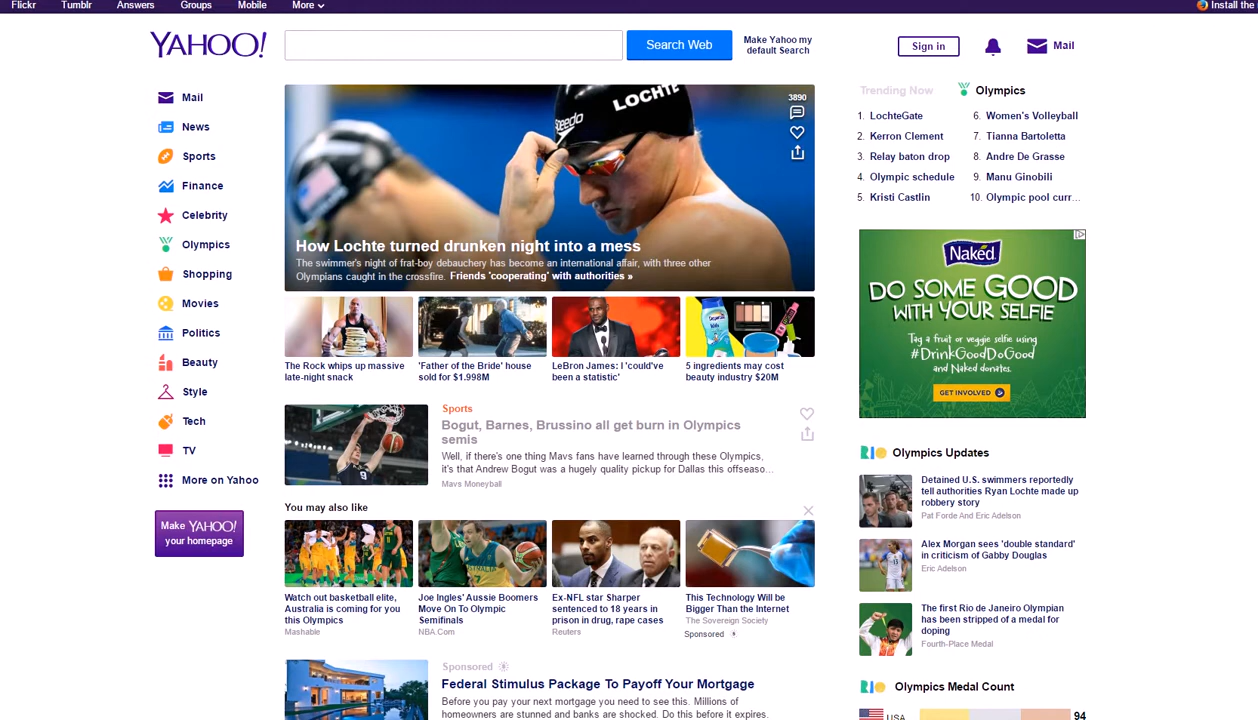 Flickr
Tumblr
Answers
Groups
Mobile
More
Install the
YAHOO!
Search Web
Make Yahoo my
default Search
Sign in
Mail
Mail
News
Sports
Finance
Celebrity
Olympics
Shopping
Movies
Politics
Beauty
Style
Tech
TV
More on Yahoo
Make YAHOO!
your homepage
LOCHTE
speedo
3890
How Lochte turned drunken night into a mess
The swimmer's night of frat-boy debauchery has become an international affair, with three other
Olympians caught in the crossfire. Friends 'cooperating' with authorities »
The Rock whips up massive
late-night snack
'Father of the Bride' house
sold for $1.998M
LeBron James: I 'could've
been a statistic'
5 ingredients may cost
beauty industry $20M
Sports
Bogut, Barnes, Brussino all get burn in Olympics
semis
Well, if there's one thing Mavs fans have learned through these Olympics,
it's that Andrew Bogut was a hugely quality pickup for Dallas this offseaso...
Mavs Moneyball
9
You may also like
Watch out basketball elite,
Australia is coming for you
this Olympics
Mashable
Joe Ingles' Aussie Boomers
Move On To Olympic
Semifinals
NBA.Com
Ex-NFL star Sharper
sentenced to 18 years in
prison in drug, rape cases
Reuters
This Technology Will be
Bigger Than the Internet
The Sovereign Society
Sponsored
Sponsored
Federal Stimulus Package To Payoff Your Mortgage
Before you pay your next mortgage you need to see this. Millions of
homeowners are stunned and banks are shocked. Do this before it expires.
Trending Now
Olympics
1. LochteGate
2. Kerron Clement
3. Relay baton drop
4. Olympic schedule
5. Kristi Castlin
6. Women's Volleyball
7. Tianna Bartoletta
8. Andre De Grasse
9. Manu Ginobili
10. Olympic pool curr...
Naked
DO SOME GOOD
WITH YOUR SELFIE
Tag a fruit or veggie selfie using
#DrinkGoodDoGood
and Naked donates.
GET INVOLVED
RIO Olympics Updates
Detained U.S. swimmers reportedly
tell authorities Ryan Lochte made up
robbery story
Pat Forde And Eric Adelson
Alex Morgan sees 'double standard'
in criticism of Gabby Douglas
Eric Adelson
The first Rio de Janeiro Olympian
has been stripped of a medal for
doping
Fourth-Place Medal
RIO Olympics Medal Count
USA
94